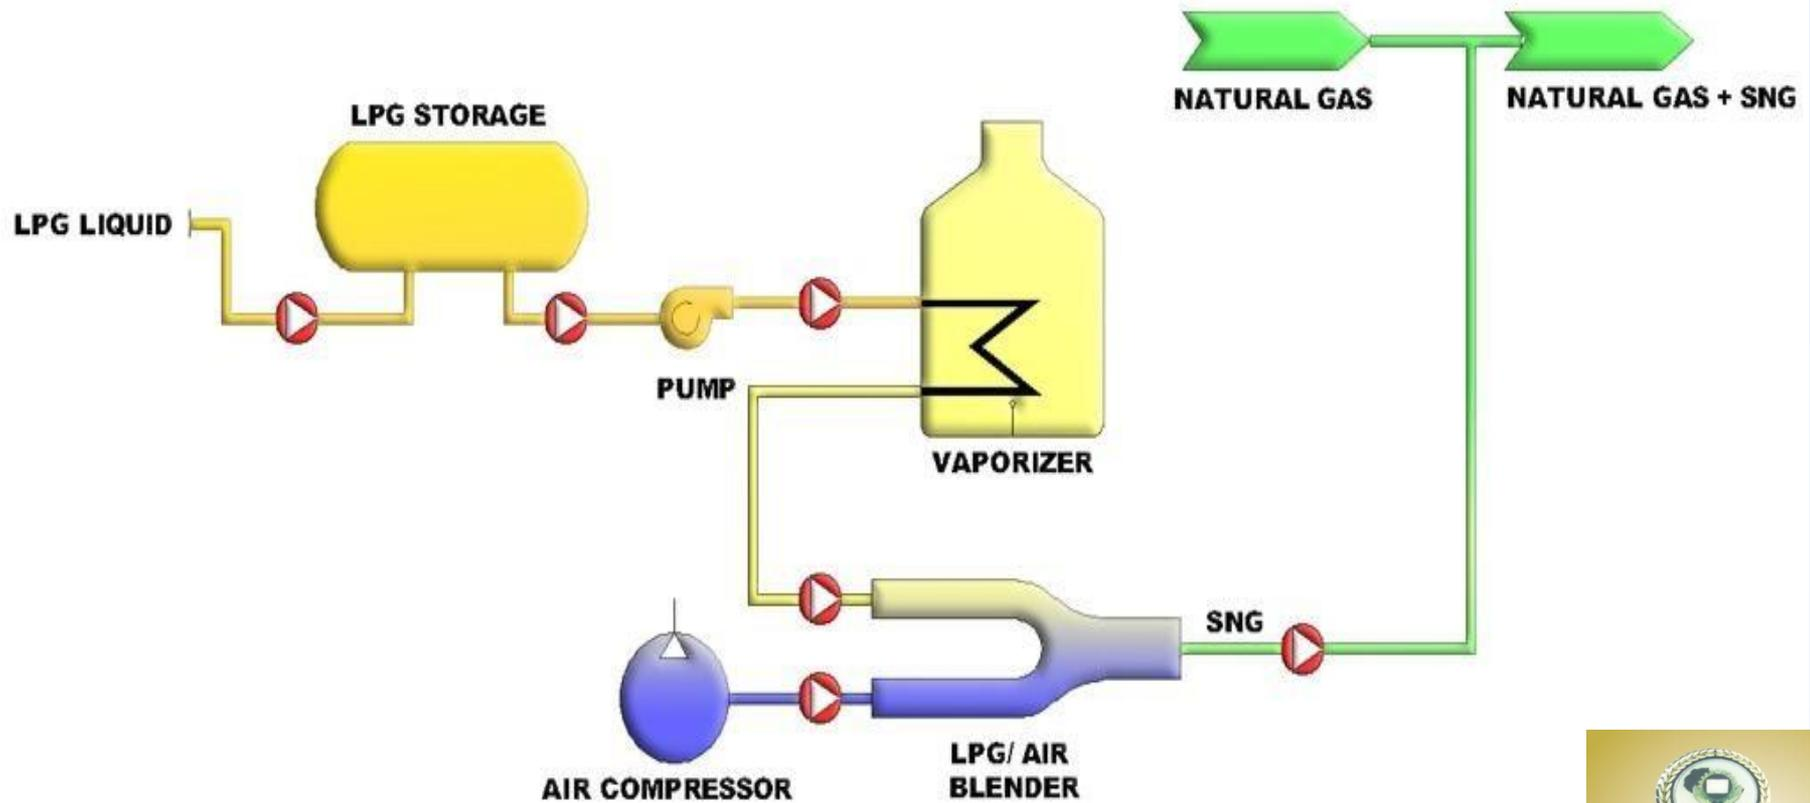 NATURAL GAS
NATURAL GAS + SNG
LPG STORAGE
LPG LIQUID
PUMP
VAPORIZER
SNG
LPG/ AIR
BLENDER
AIR COMPRESSOR